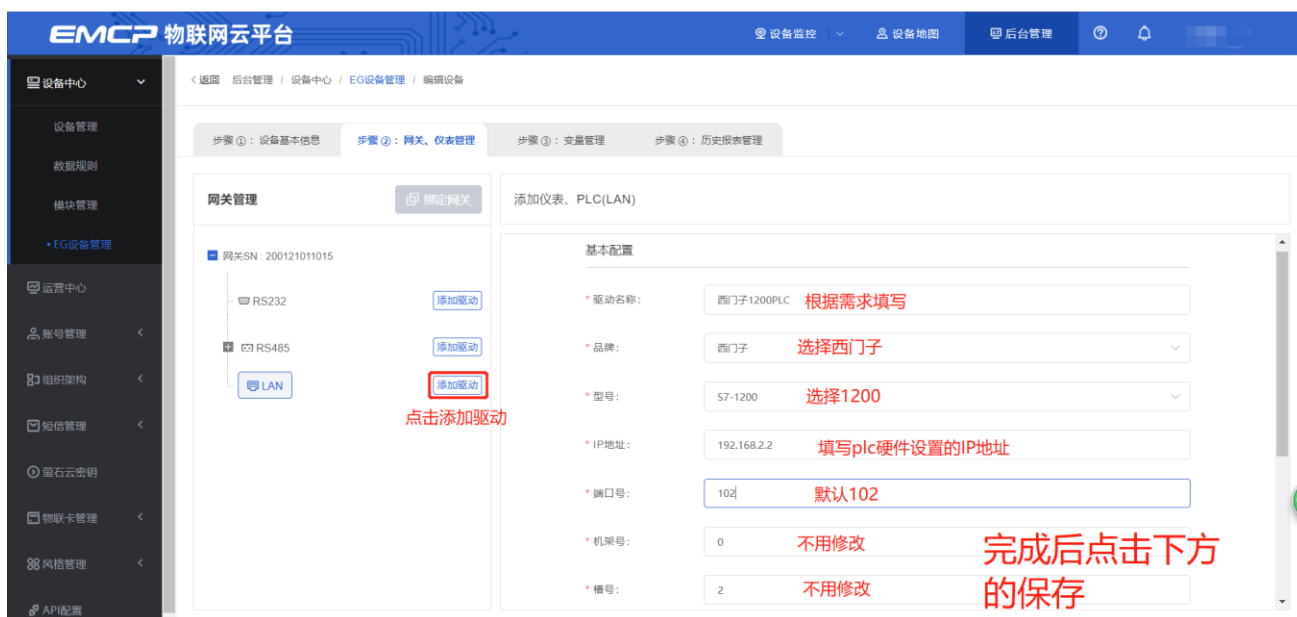 EMCP 物联网云平台
设备监控
设备地图
后台管理
设备中心
设备管理
数据规则
模块管理
•EG设备管理
运营中心
账号管理
组织架构
短信管理
萤石云密钥
物联卡管理
风格管理
API配置
<返回 后台管理 / 设备中心 / EG设备管理 / 编辑设备
步骤①：设备基本信息
步骤②：网关、仪表管理
步骤③：变量管理
步骤④：历史报表管理
网关管理
绑定网关
网关SN : 200121011015
RS232 添加驱动
RS485 添加驱动
LAN 添加驱动
点击添加驱动
添加仪表、PLC(LAN)
基本配置
* 驱动名称： 西门子1200PLC 根据需求填写
* 品牌： 西门子 选择西门子
* 型号： S7-1200 选择1200
* IP地址： 192.168.2.2 填写plc硬件设置的IP地址
* 端口号： 102 默认102
* 机架号： 0 不用修改
* 槽号： 2 不用修改
完成后点击下方
的保存